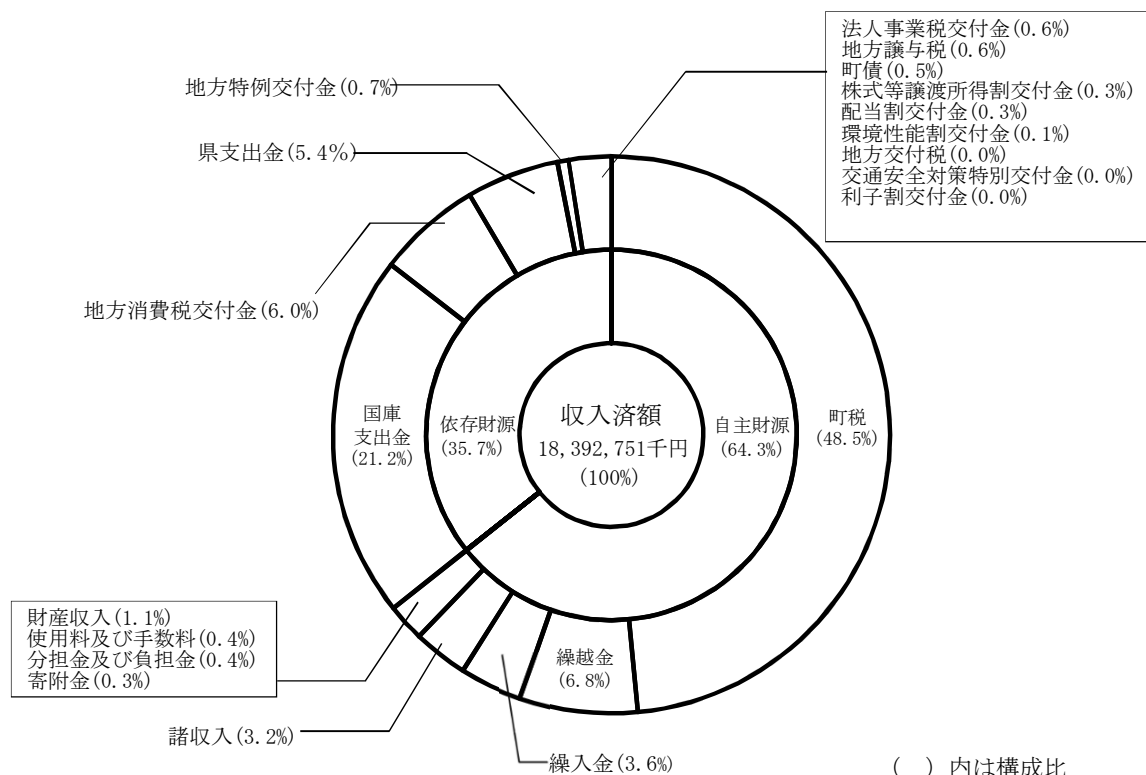 法人事業税交付金(0.6%)
地方譲与税(0.6%)
町債(0.5%)
株式等譲渡所得割交付金(0.3%)
配当割交付金(0.3%)
環境性能割交付金(0.1%)
地方交付税(0.0%)
交通安全対策特別交付金(0.0%)
利子割交付金(0.0%)
地方特例交付金(0.7%)
県支出金(5.4%)
地方消費税交付金(6.0%)
国庫
支出金
(21.2%)
依存財源
(35.7%)
収入済額
18,392,751千円
(100%)
自主財源
(64.3%)
町税
(48.5%)
財産収入(1.1%)
使用料及び手数料(0.4%)
分担金及び負担金(0.4%)
寄附金(0.3%)
繰越金
(6.8%)
諸収入(3.2%)
繰入金(3.6%)
( )内は構成比